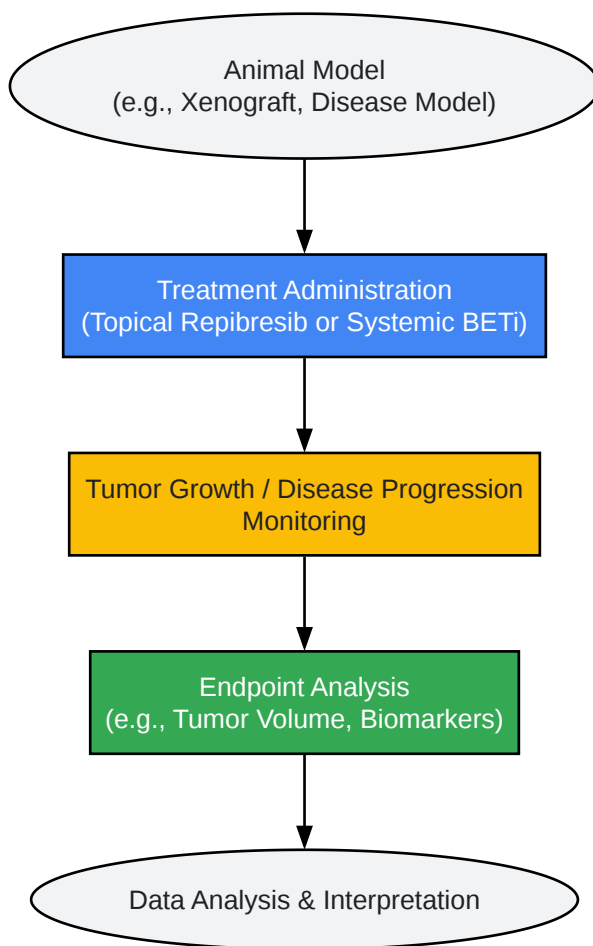 Animal Model
(e.g., Xenograft, Disease Model)
Treatment Administration
(Topical Repibresib or Systemic BETi)
Tumor Growth / Disease Progression
Monitoring
Endpoint Analysis
(e.g., Tumor Volume, Biomarkers)
Data Analysis & Interpretation